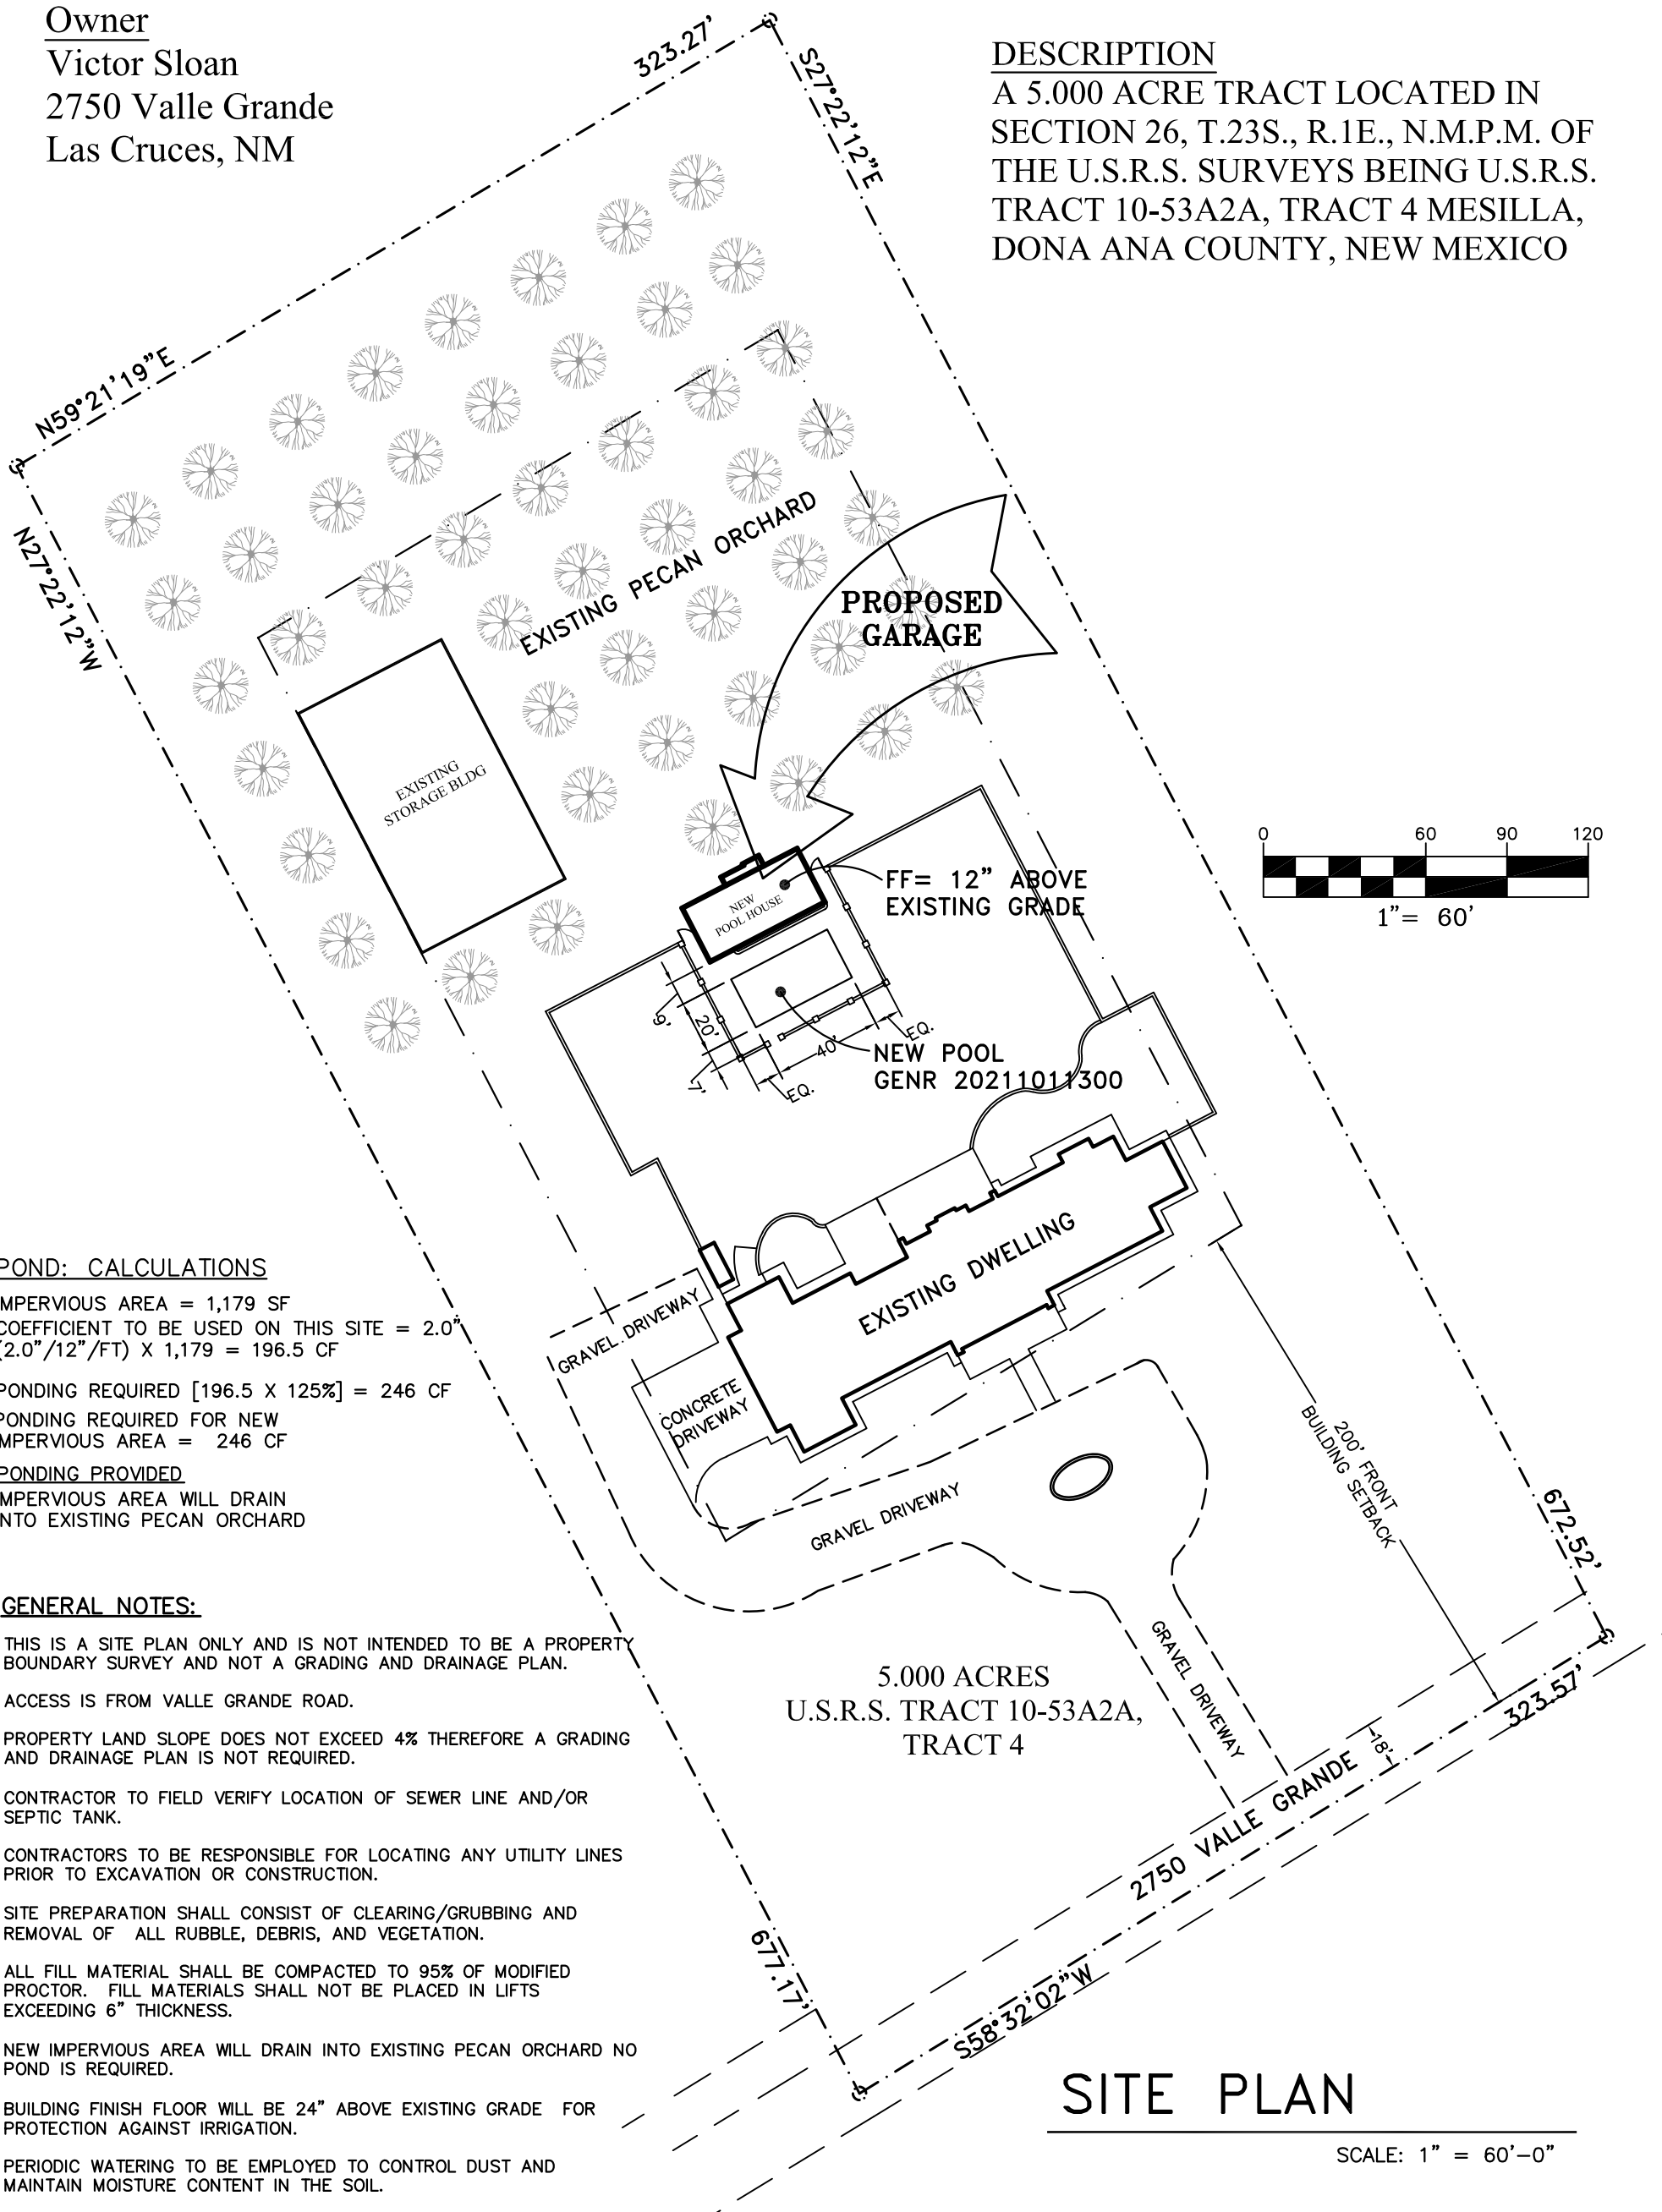 Owner
Victor Sloan
2750 Valle Grande
Las Cruces, NM
DESCRIPTION
A 5.000 ACRE TRACT LOCATED IN
SECTION 26, T.23S., R.1E., N.M.P.M. OF
THE U.S.R.S. SURVEYS BEING U.S.R.S.
TRACT 10-53A2A, TRACT 4 MESILLA,
DONA ANA COUNTY, NEW MEXICO
323.27'
S27°22'12"E
N59°21'19"E
N27°22'12"W
EXISTING PECAN ORCHARD
PROPOSED
GARAGE
EXISTING
STORAGE BLDG
NEW
POOL HOUSE
FF= 12" ABOVE
EXISTING GRADE
0 60 90 120
1"= 60'
9'
20'
7'
40'
EQ.
EQ.
NEW POOL
GENR 20211011300
EXISTING DWELLING
GRAVEL DRIVEWAY
CONCRETE
DRIVEWAY
GRAVEL DRIVEWAY
GRAVEL DRIVEWAY
200' FRONT
BUILDING SETBACK
672.52'
323.57'
18'
2750 VALLE GRANDE
S58°32'02"W
677.17'
5.000 ACRES
U.S.R.S. TRACT 10-53A2A,
TRACT 4
POND: CALCULATIONS
IMPERVIOUS AREA = 1,179 SF
COEFFICIENT TO BE USED ON THIS SITE = 2.0"
(2.0"/12"/FT) X 1,179 = 196.5 CF
PONDING REQUIRED [196.5 X 125%] = 246 CF
PONDING REQUIRED FOR NEW
IMPERVIOUS AREA = 246 CF
PONDING PROVIDED
IMPERVIOUS AREA WILL DRAIN
INTO EXISTING PECAN ORCHARD
GENERAL NOTES:
THIS IS A SITE PLAN ONLY AND IS NOT INTENDED TO BE A PROPERTY
BOUNDARY SURVEY AND NOT A GRADING AND DRAINAGE PLAN.
ACCESS IS FROM VALLE GRANDE ROAD.
PROPERTY LAND SLOPE DOES NOT EXCEED 4% THEREFORE A GRADING
AND DRAINAGE PLAN IS NOT REQUIRED.
CONTRACTOR TO FIELD VERIFY LOCATION OF SEWER LINE AND/OR
SEPTIC TANK.
CONTRACTORS TO BE RESPONSIBLE FOR LOCATING ANY UTILITY LINES
PRIOR TO EXCAVATION OR CONSTRUCTION.
SITE PREPARATION SHALL CONSIST OF CLEARING/GRUBBING AND
REMOVAL OF ALL RUBBLE, DEBRIS, AND VEGETATION.
ALL FILL MATERIAL SHALL BE COMPACTED TO 95% OF MODIFIED
PROCTOR. FILL MATERIALS SHALL NOT BE PLACED IN LIFTS
EXCEEDING 6" THICKNESS.
NEW IMPERVIOUS AREA WILL DRAIN INTO EXISTING PECAN ORCHARD NO
POND IS REQUIRED.
BUILDING FINISH FLOOR WILL BE 24" ABOVE EXISTING GRADE FOR
PROTECTION AGAINST IRRIGATION.
PERIODIC WATERING TO BE EMPLOYED TO CONTROL DUST AND
MAINTAIN MOISTURE CONTENT IN THE SOIL.
SITE PLAN
SCALE: 1" = 60'-0"